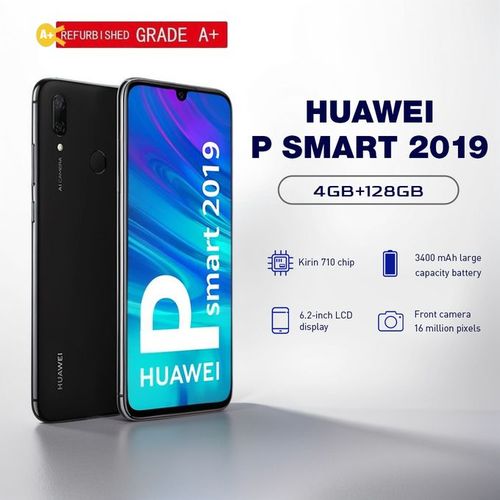 A+ REFURBISHED GRADE A+
HUAWEI
P SMART 2019
4GB+128GB
Kirin 710 chip
3400 mAh large
capacity battery
6.2-inch LCD
display
Front camera
16 million pixels
AI CAMERA
HUAWEI
P smart 2019
HUAWEI